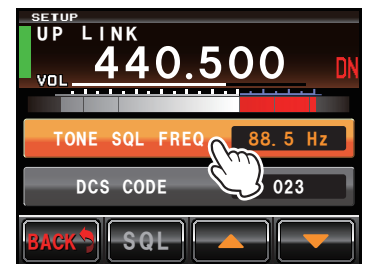 SETUP
UP LINK
440.500 DN
VOL
TONE SQL FREQ 88.5 Hz
DCS CODE 023
BACK SQL